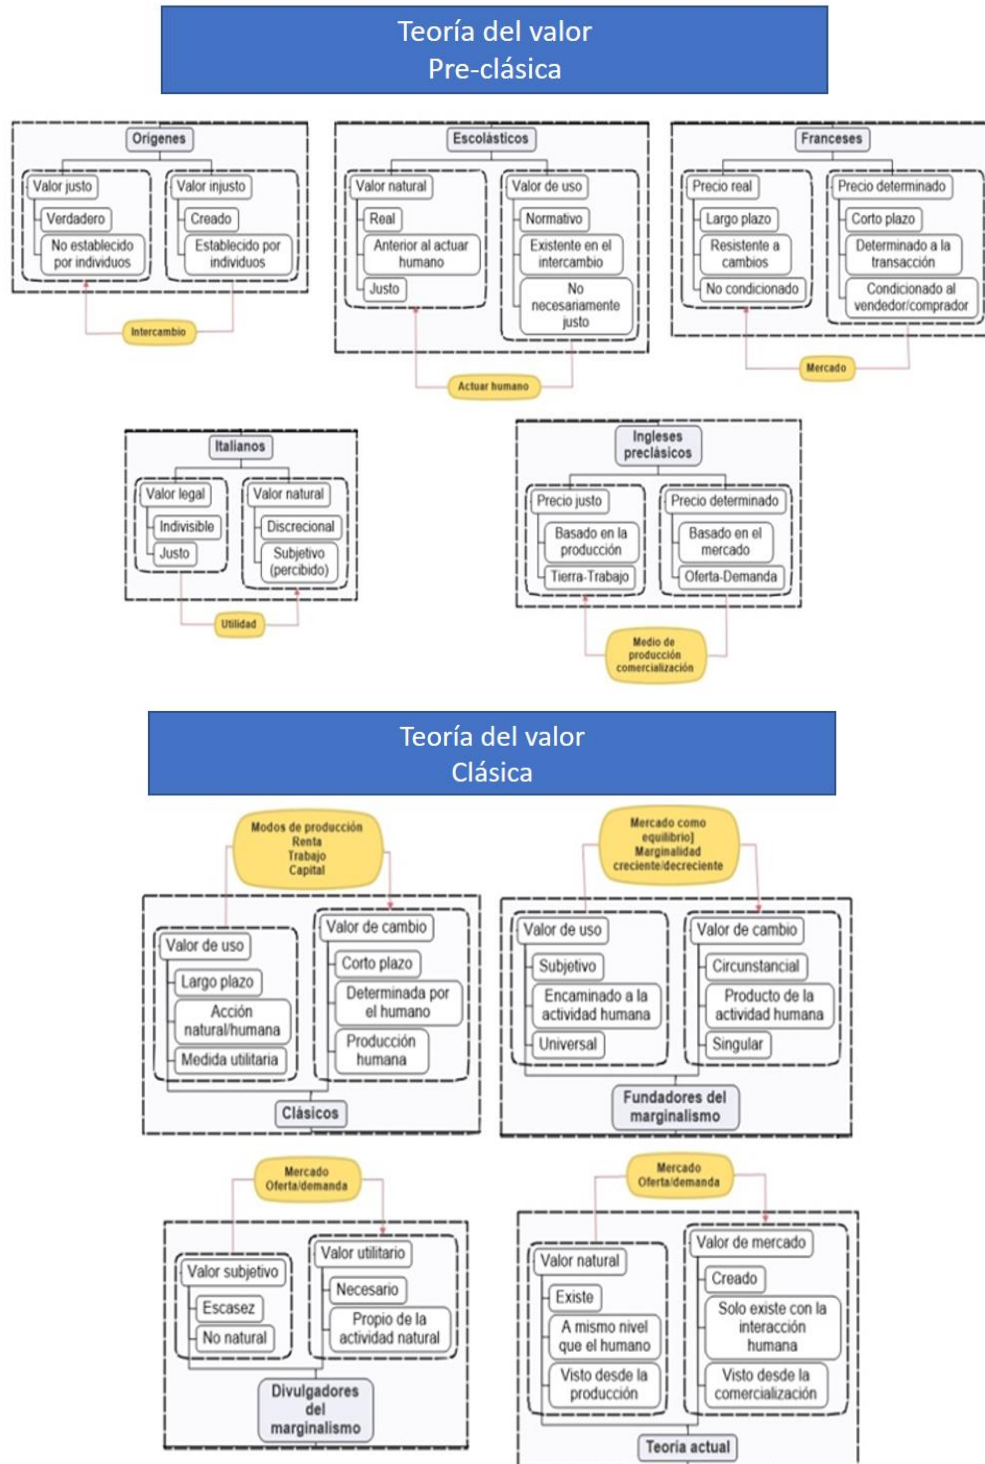 Teoría del valor
Pre-clásica
Orígenes
Valor justo
Verdadero
No establecido
por individuos
Valor injusto
Creado
Establecido por
individuos
Intercambio
Escolásticos
Valor natural
Real
Anterior al actuar
humano
Justo
Valor de uso
Normativo
Existente en el
intercambio
No
necesariamente
justo
Actuar humano
Franceses
Precio real
Largo plazo
Resistente a
cambios
No condicionado
Precio determinado
Corto plazo
Determinado a la
transacción
Condicionado al
vendedor/comprador
Mercado
Italianos
Valor legal
Indivisible
Justo
Valor natural
Discrecional
Subjetivo
(percibido)
Utilidad
Ingleses
preclásicos
Precio justo
Basado en la
producción
Tierra-Trabajo
Precio determinado
Basado en el
mercado
Oferta-Demanda
Medio de
producción
comercialización
Teoría del valor
Clásica
Modos de producción
Renta
Trabajo
Capital
Valor de uso
Largo plazo
Acción
natural/humana
Medida utilitaria
Valor de cambio
Corto plazo
Determinada por
el humano
Producción
humana
Clásicos
Mercado como
equilibrio]
Marginalidad
creciente/decreciente
Valor de uso
Subjetivo
Encaminado a la
actividad humana
Universal
Valor de cambio
Circunstancial
Producto de la
actividad humana
Singular
Fundadores del
marginalismo
Mercado
Oferta/demanda
Valor subjetivo
Escasez
No natural
Valor utilitario
Necesario
Propio de la
actividad natural
Divulgadores
del
marginalismo
Mercado
Oferta/demanda
Valor natural
Existe
A mismo nivel
que el humano
Visto desde la
producción
Valor de mercado
Creado
Solo existe con la
interacción
humana
Visto desde la
comercialización
Teoría actual